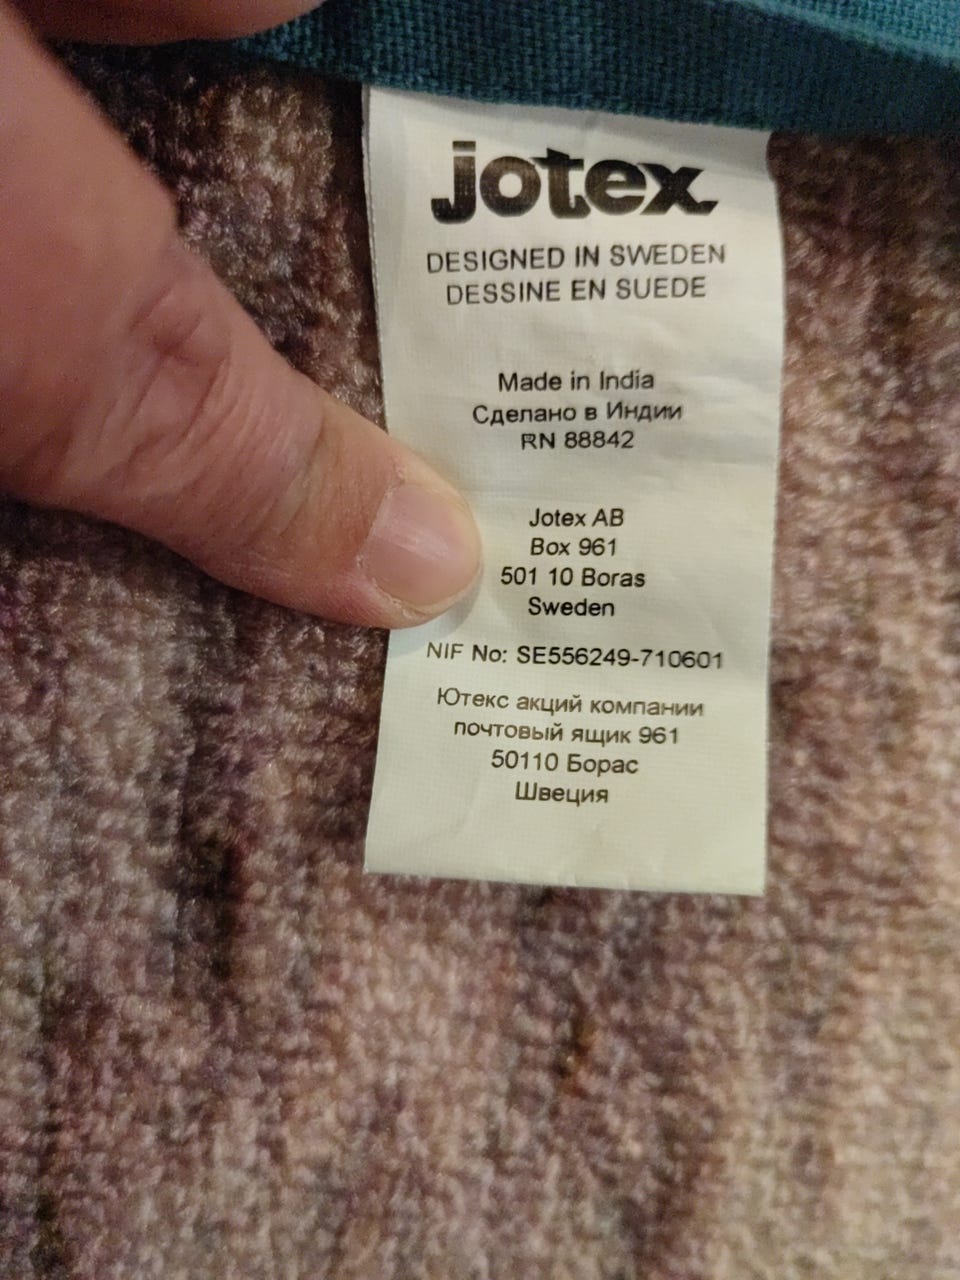 jotex
DESIGNED IN SWEDEN
DESSINE EN SUEDE
Made in India
Сделано в Индии
RN 88842
Jotex AB
Box 961
501 10 Boras
Sweden
NIF No: SE556249-710601
Ютекс акций компании
почтовый ящик 961
50110 Борас
Швеция